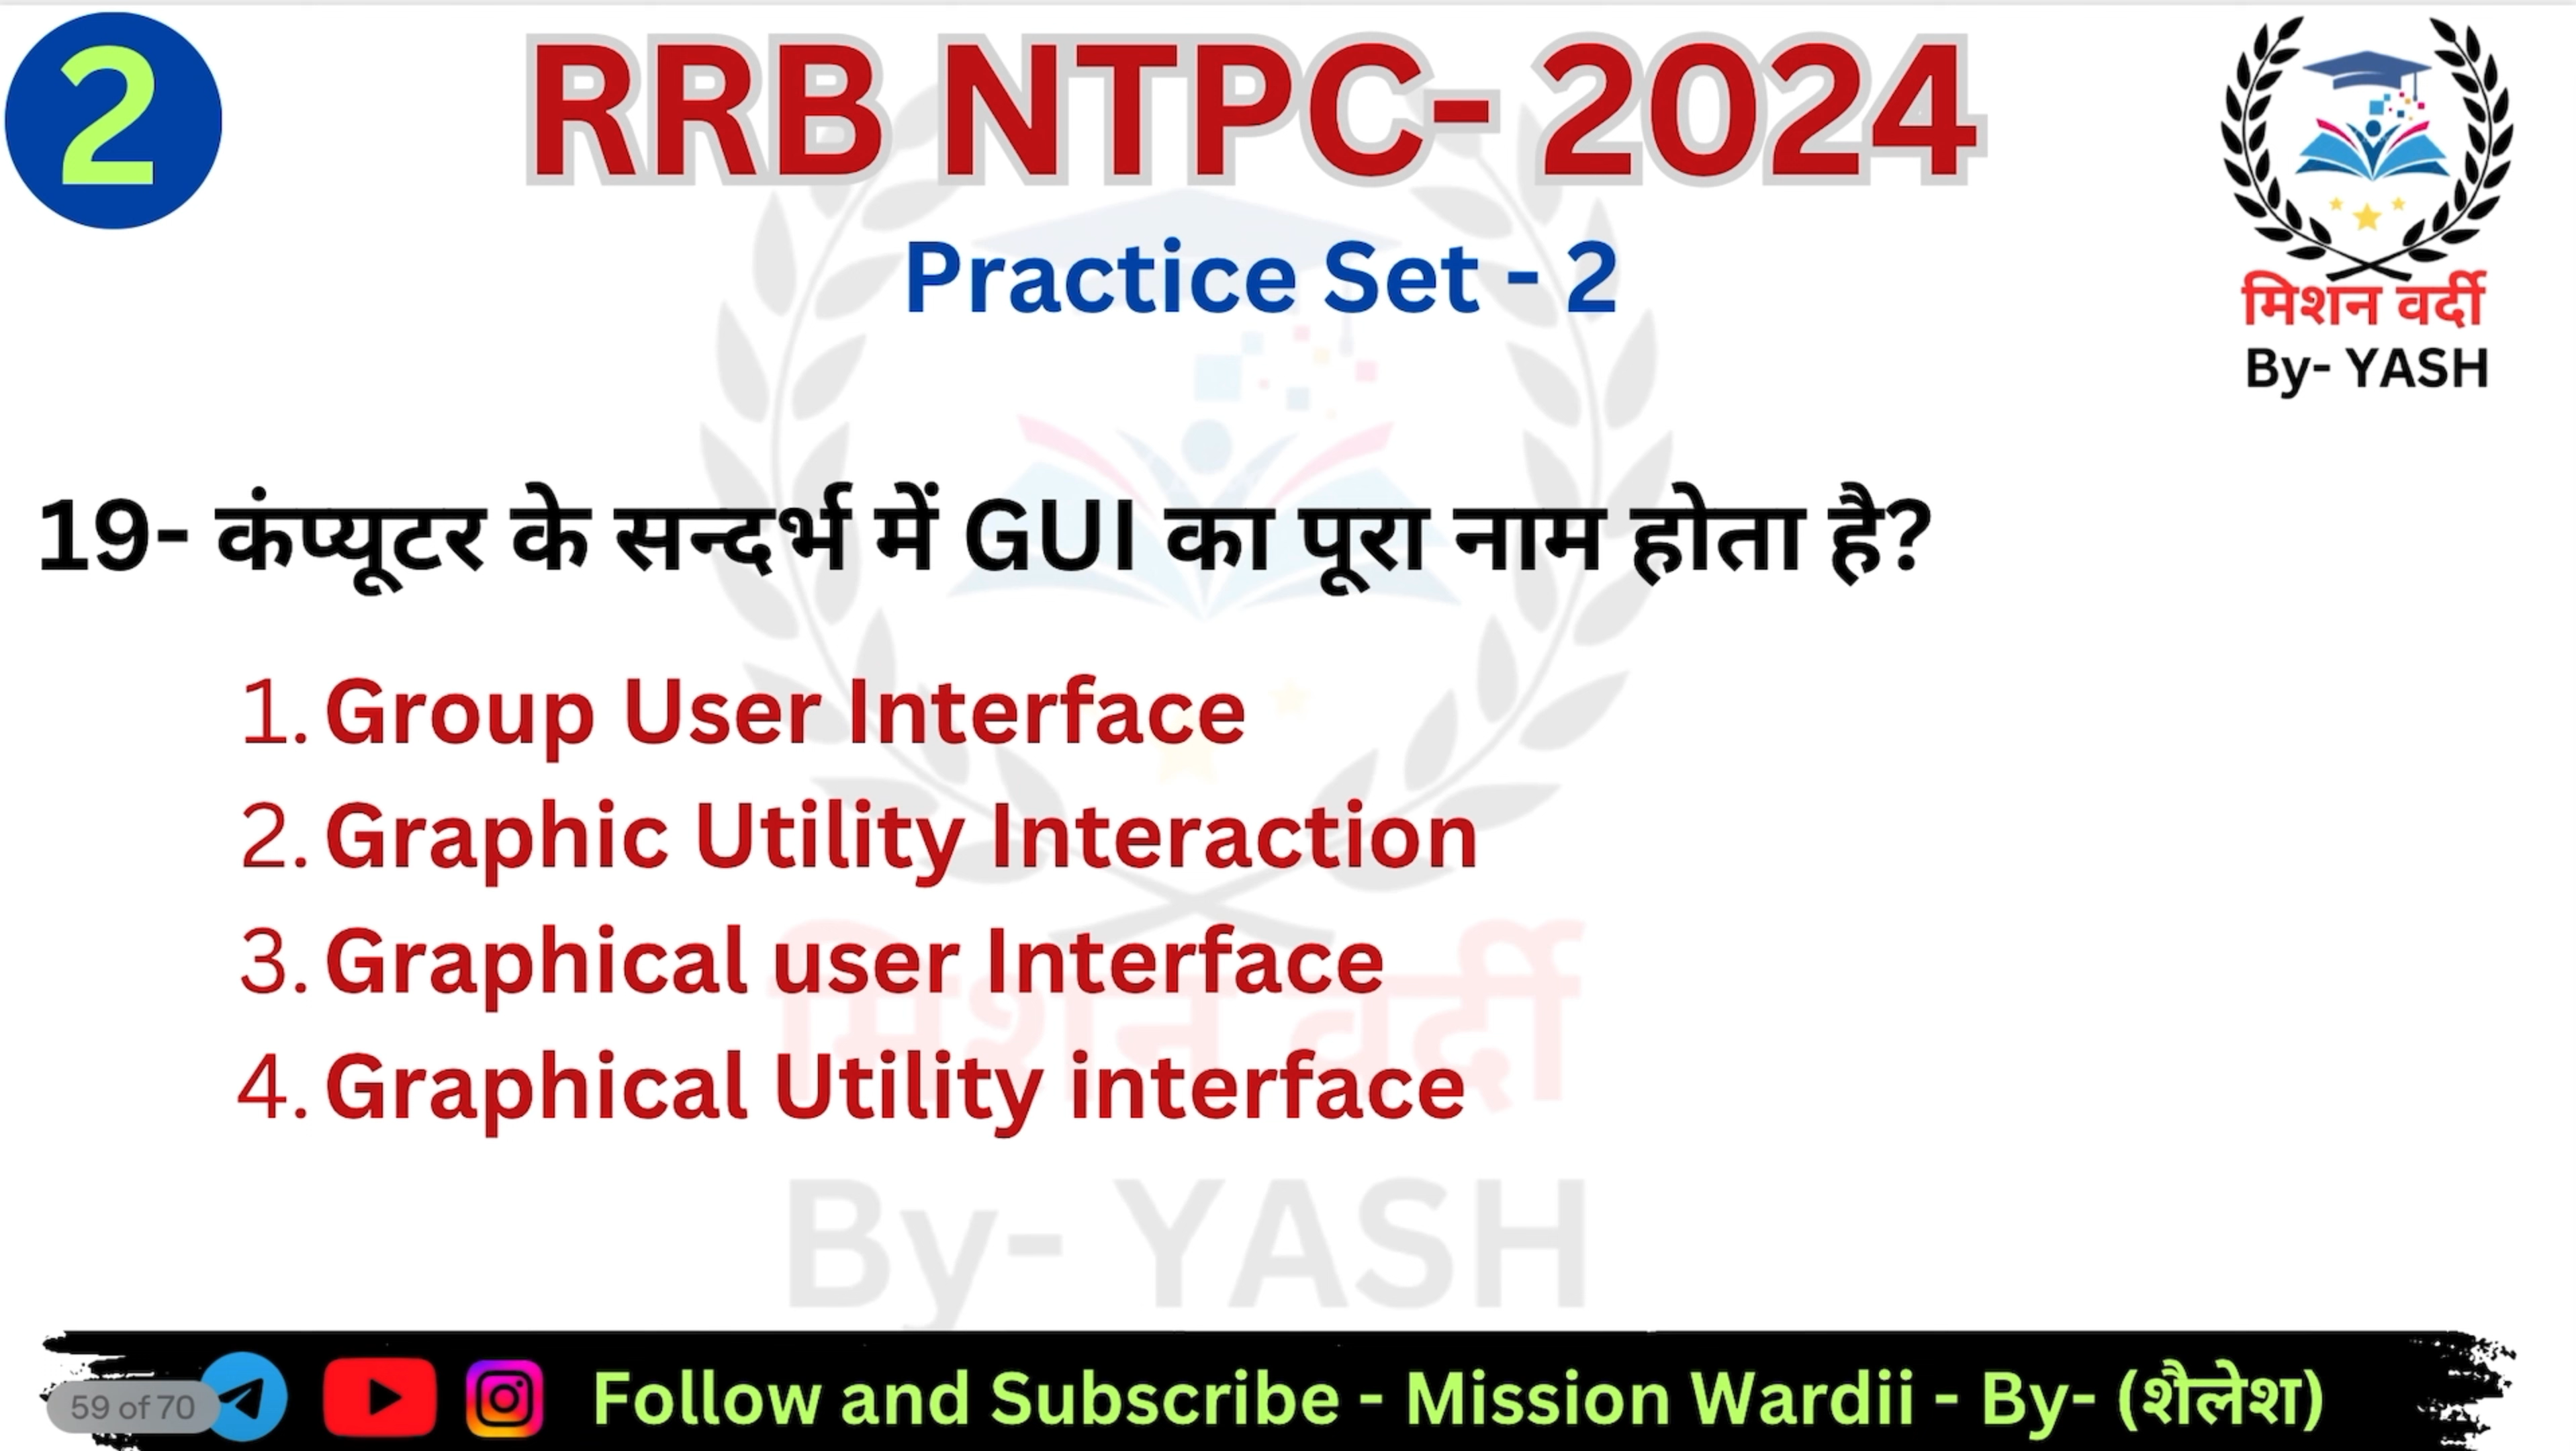 2
RRB NTPC- 2024
Practice Set - 2
मिशन वर्दी
By- YASH
19- कंप्यूटर के सन्दर्भ में GUI का पूरा नाम होता है?
1. Group User Interface
2. Graphic Utility Interaction
3. Graphical user Interface
4. Graphical Utility interface
मिशन वर्दी
By- YASH
59 of 70
Follow and Subscribe - Mission Wardii - By- (शैलेश)